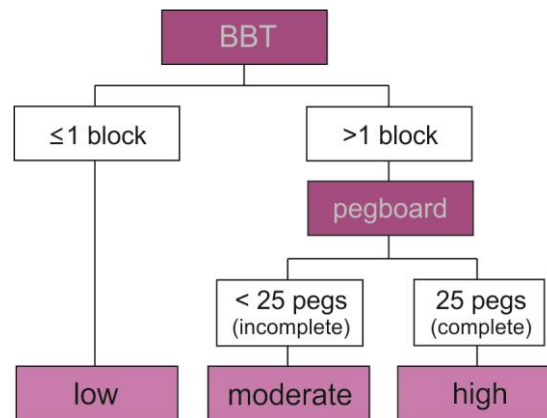 BBT
≤1 block
>1 block
pegboard
< 25 pegs
(incomplete)
25 pegs
(complete)
low
moderate
high